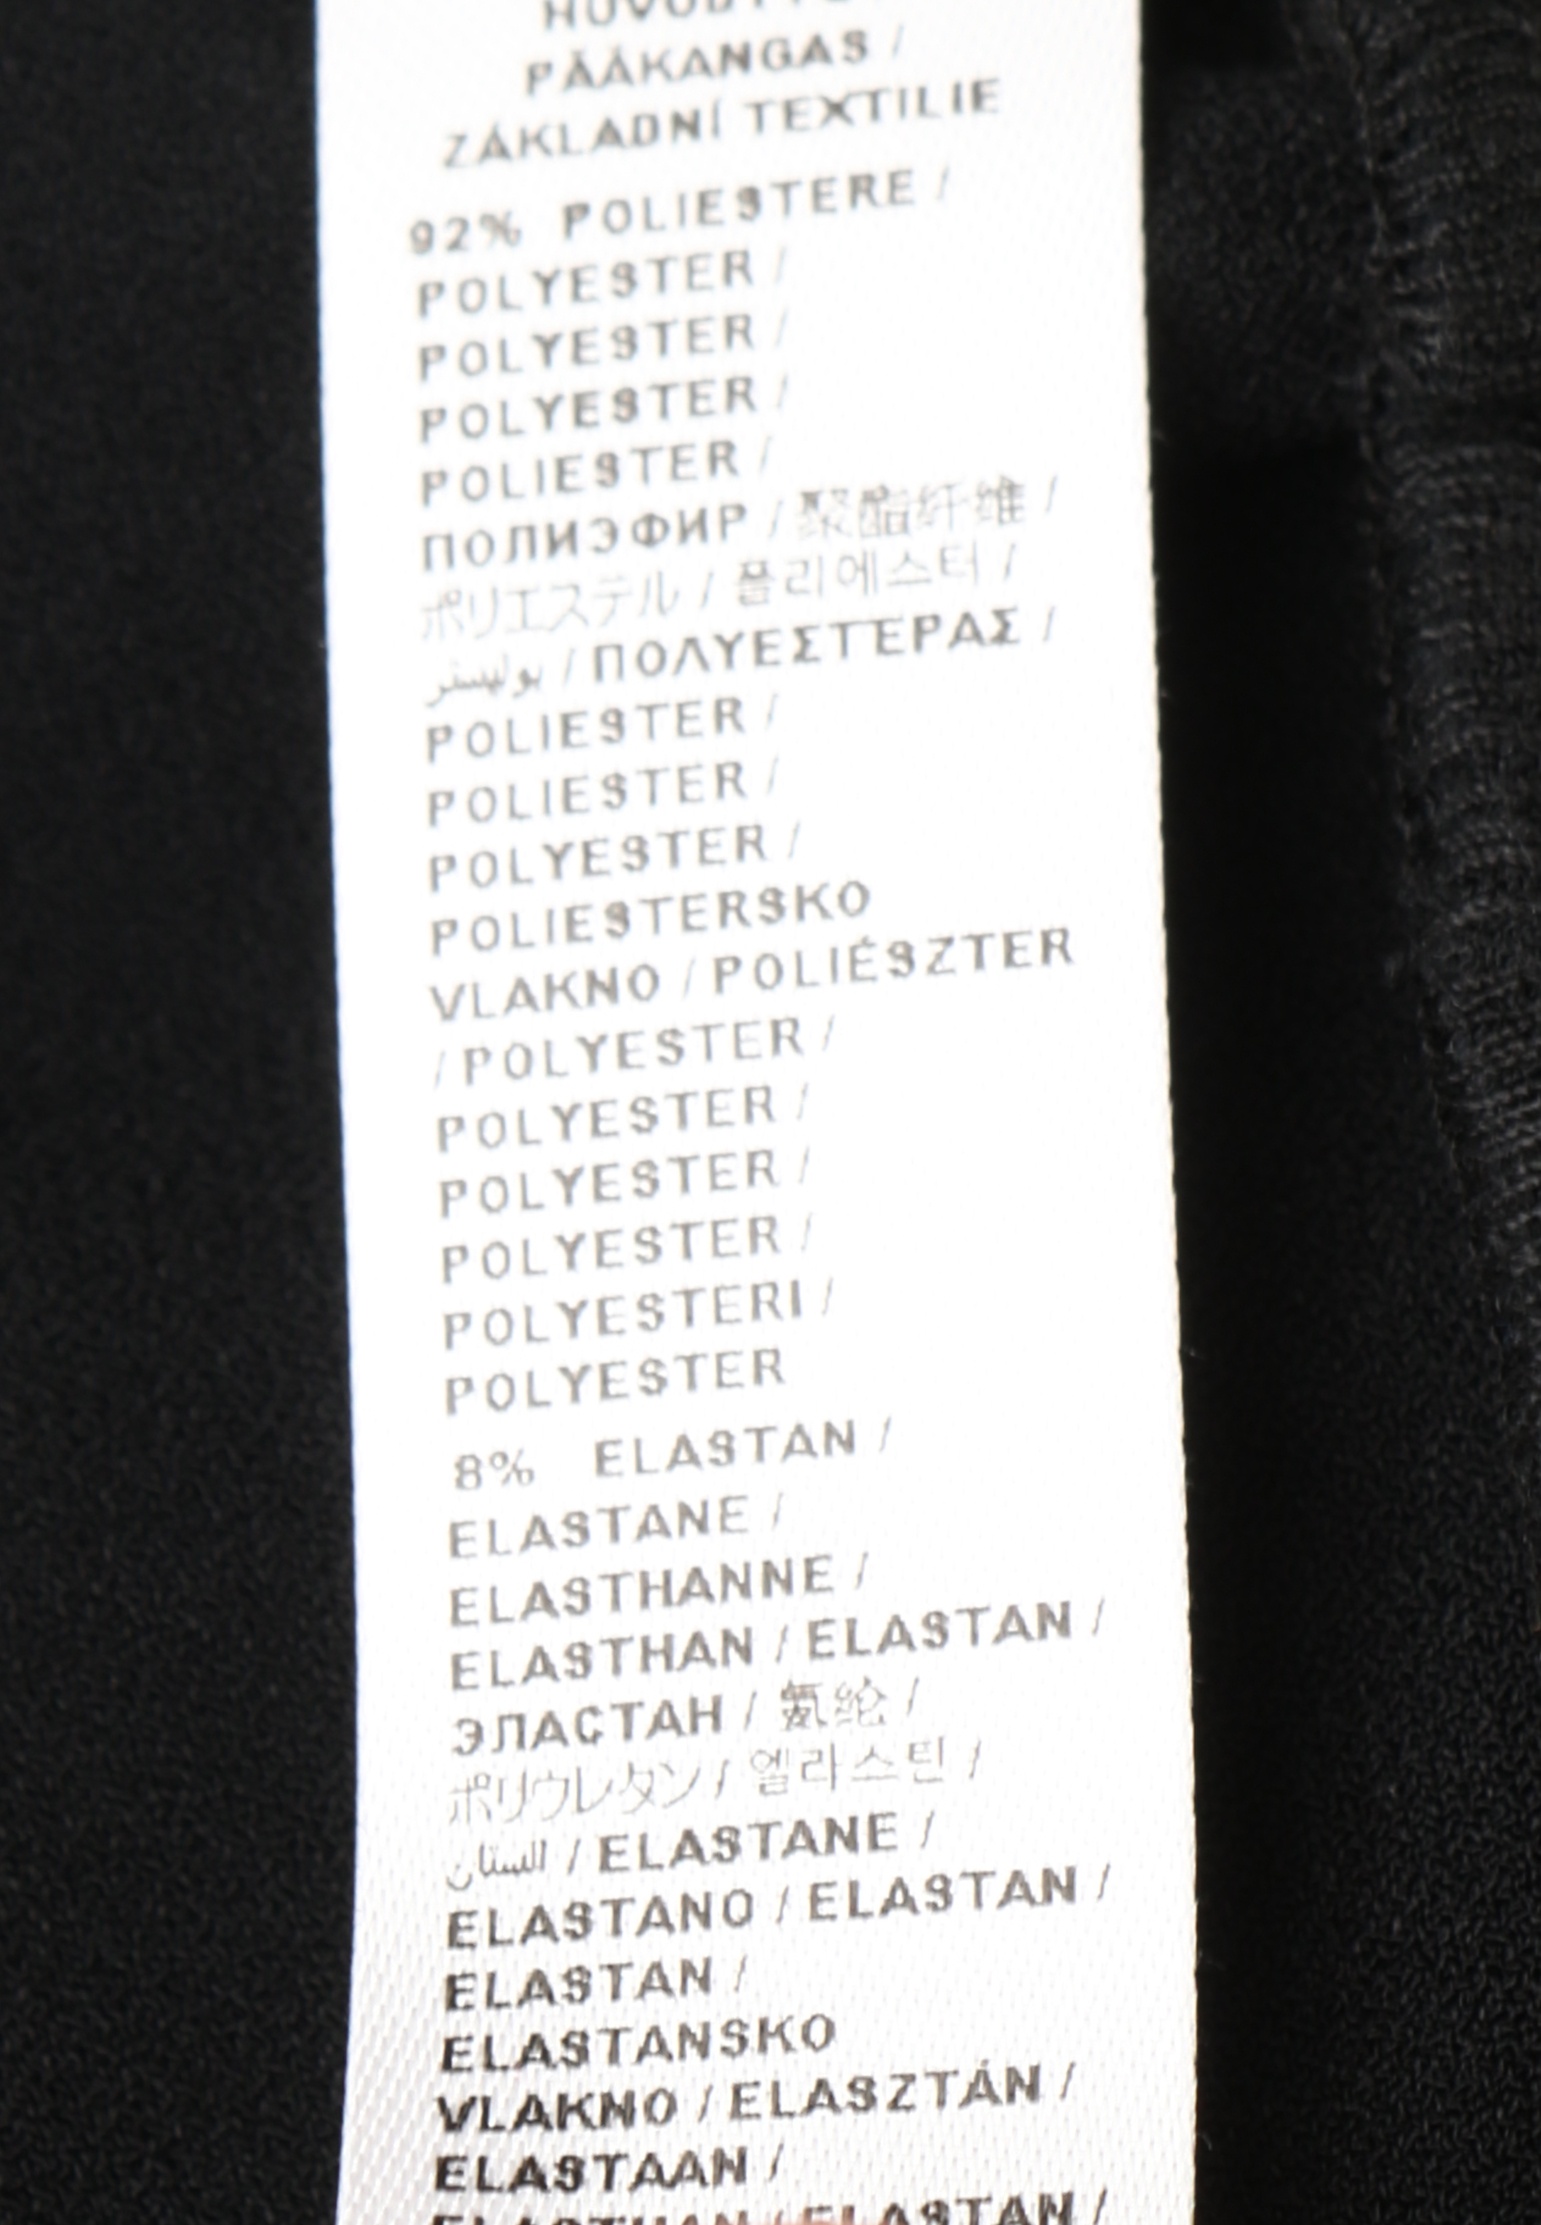 PÄÄKANGAS /
ZÁKLADNÍ TEXTILIE
92% POLIESTERE /
POLYESTER /
POLYESTER /
POLYESTER /
POLIESTER /
ПОЛИЭФИР / 聚酯纤维 /
ポリエステル / 폴리에스터 /
بوليستر / ΠΟΛΥΕΣΤΕΡΑΣ /
POLIESTER /
POLIESTER /
POLYESTER /
POLIESTERSKO
VLAKNO / POLIÉSZTER
/ POLYESTER /
POLYESTER /
POLYESTER /
POLYESTER /
POLYESTERI /
POLYESTER
8% ELASTAN /
ELASTANE /
ELASTHANNE /
ELASTHAN / ELASTAN /
ЭЛАСТАН / 氨纶 /
ポリウレタン / 엘라스틴 /
الستان / ELASTANE /
ELASTANO / ELASTAN /
ELASTAN /
ELASTANSKO
VLAKNO / ELASZTÁN /
ELASTAAN /
ELASTHAN / ELASTAN /